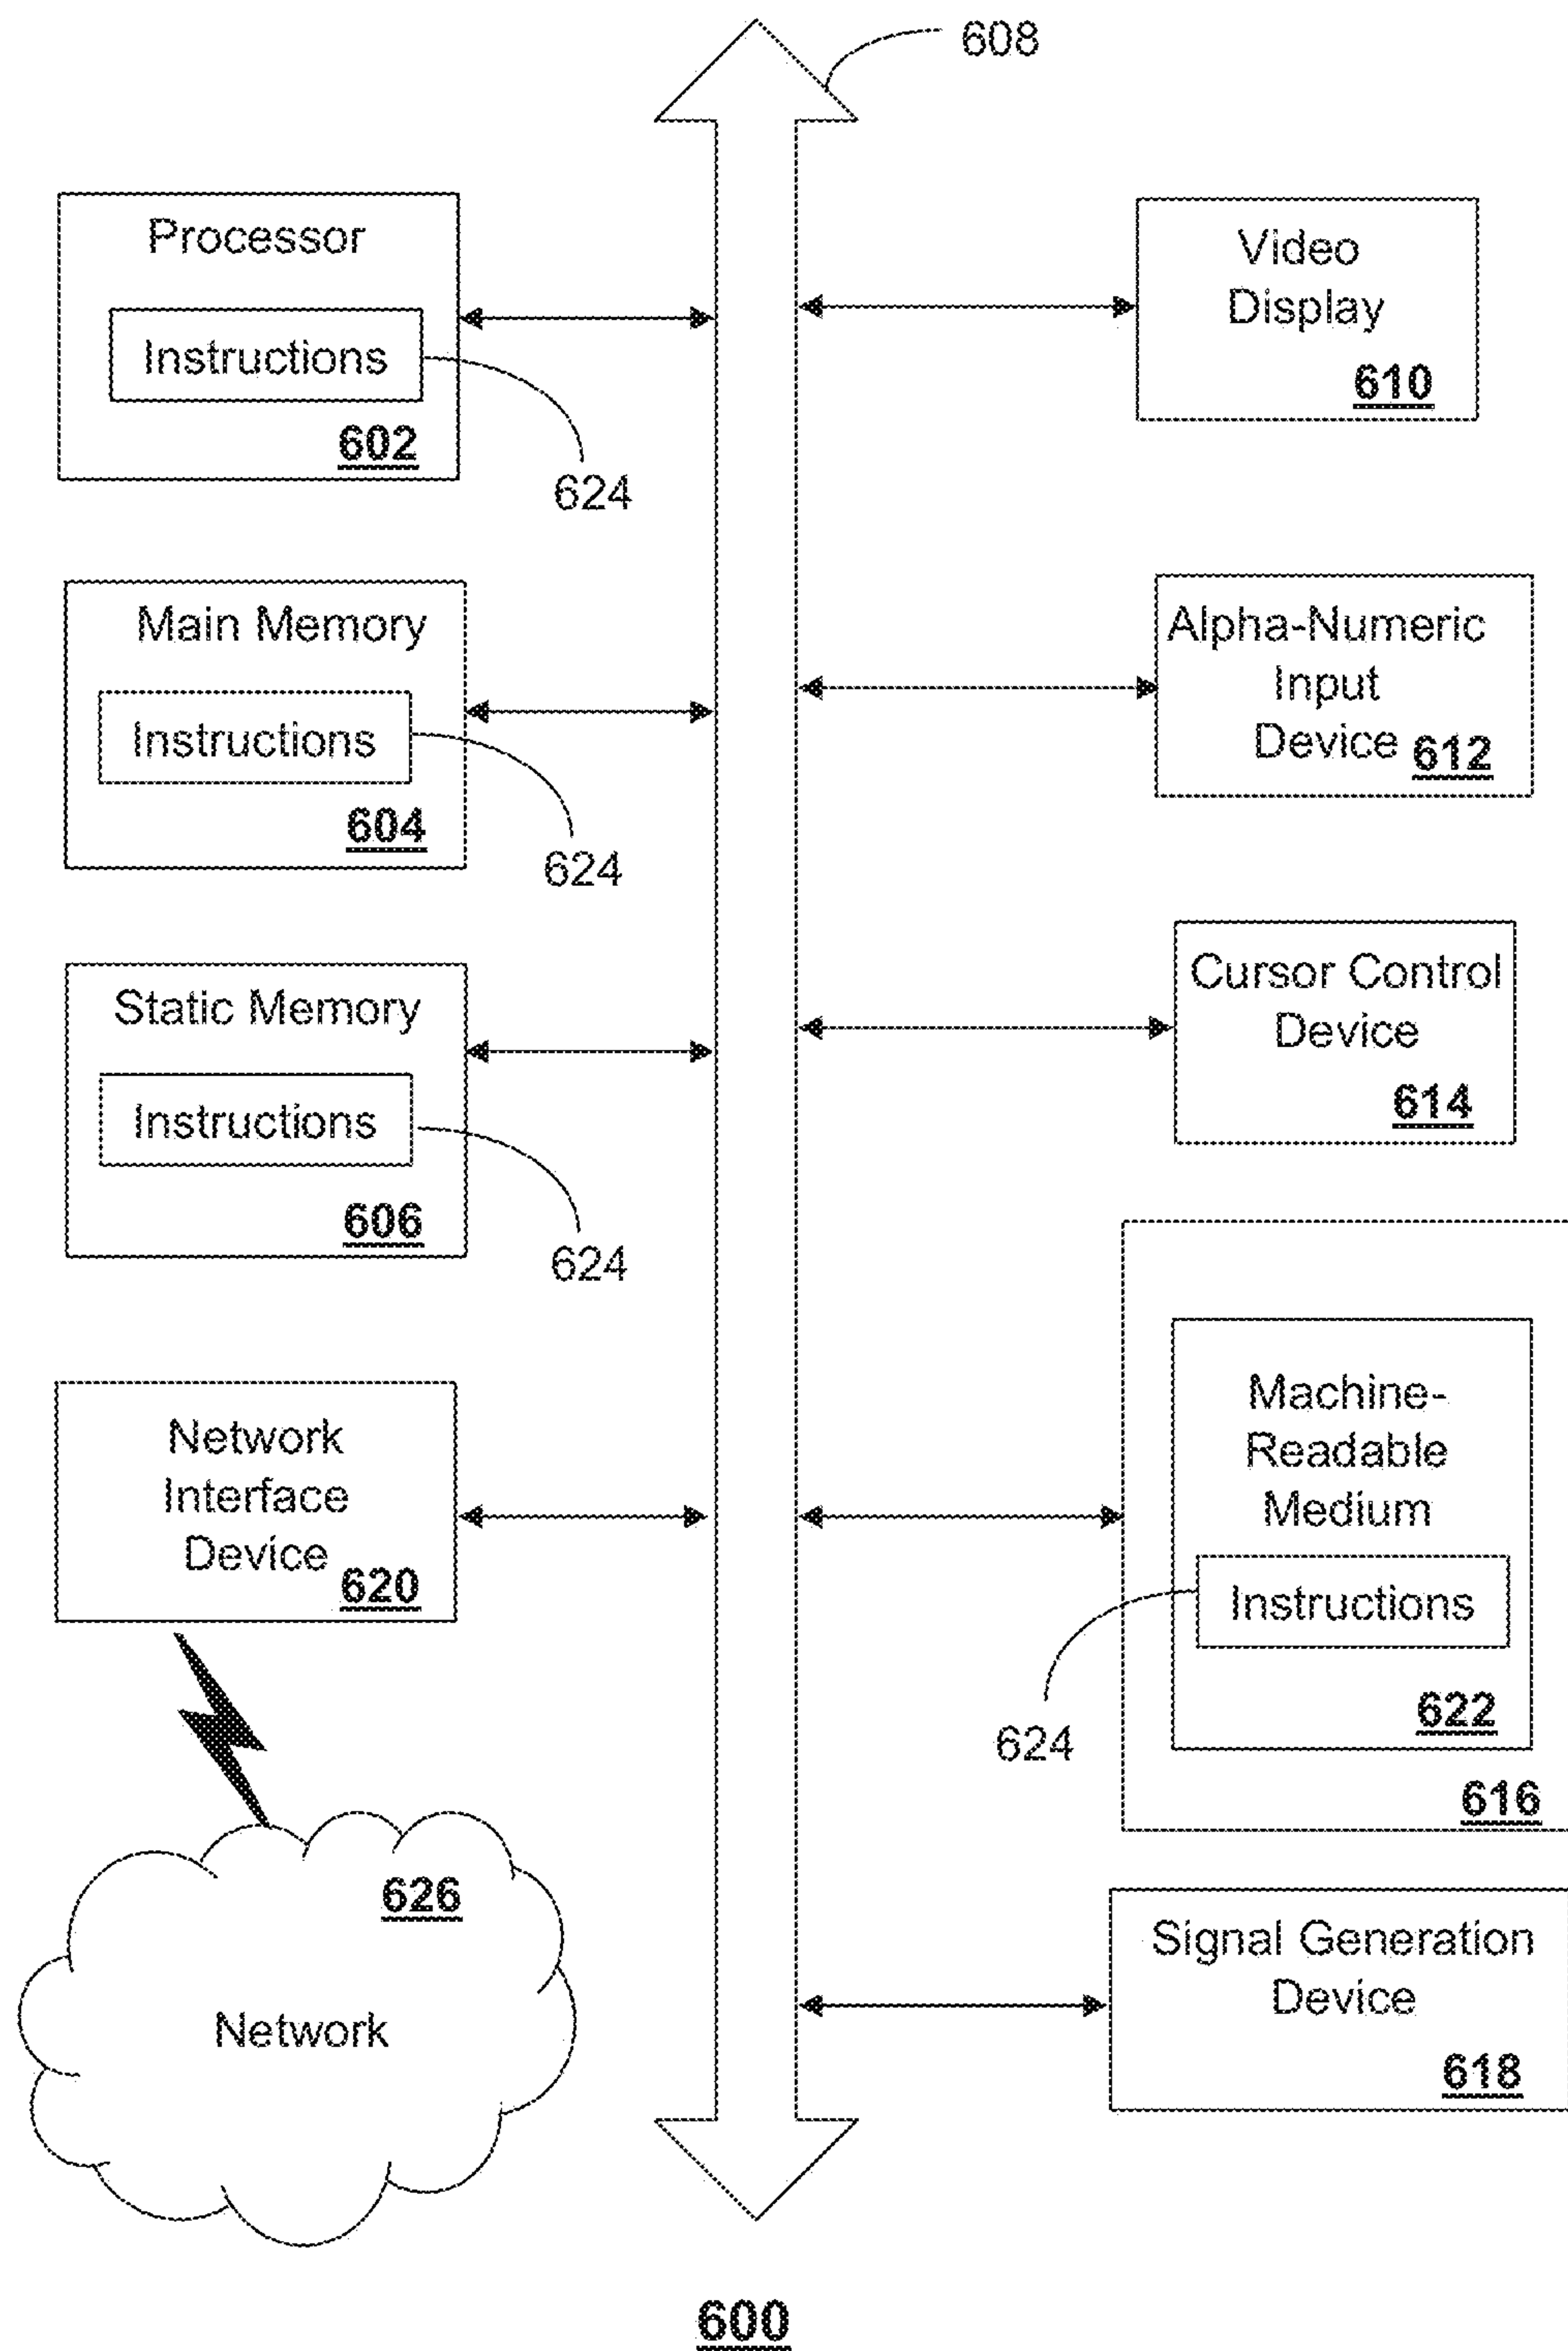 608
Processor
Instructions
602
624
Video
Display
610
Main Memory
Instructions
604
624
Alpha-Numeric
Input
Device 612
Static Memory
Instructions
606
624
Cursor Control
Device
614
Network
Interface
Device 620
Machine-
Readable
Medium
Instructions
622
624
616
626
Network
Signal Generation
Device
618
600